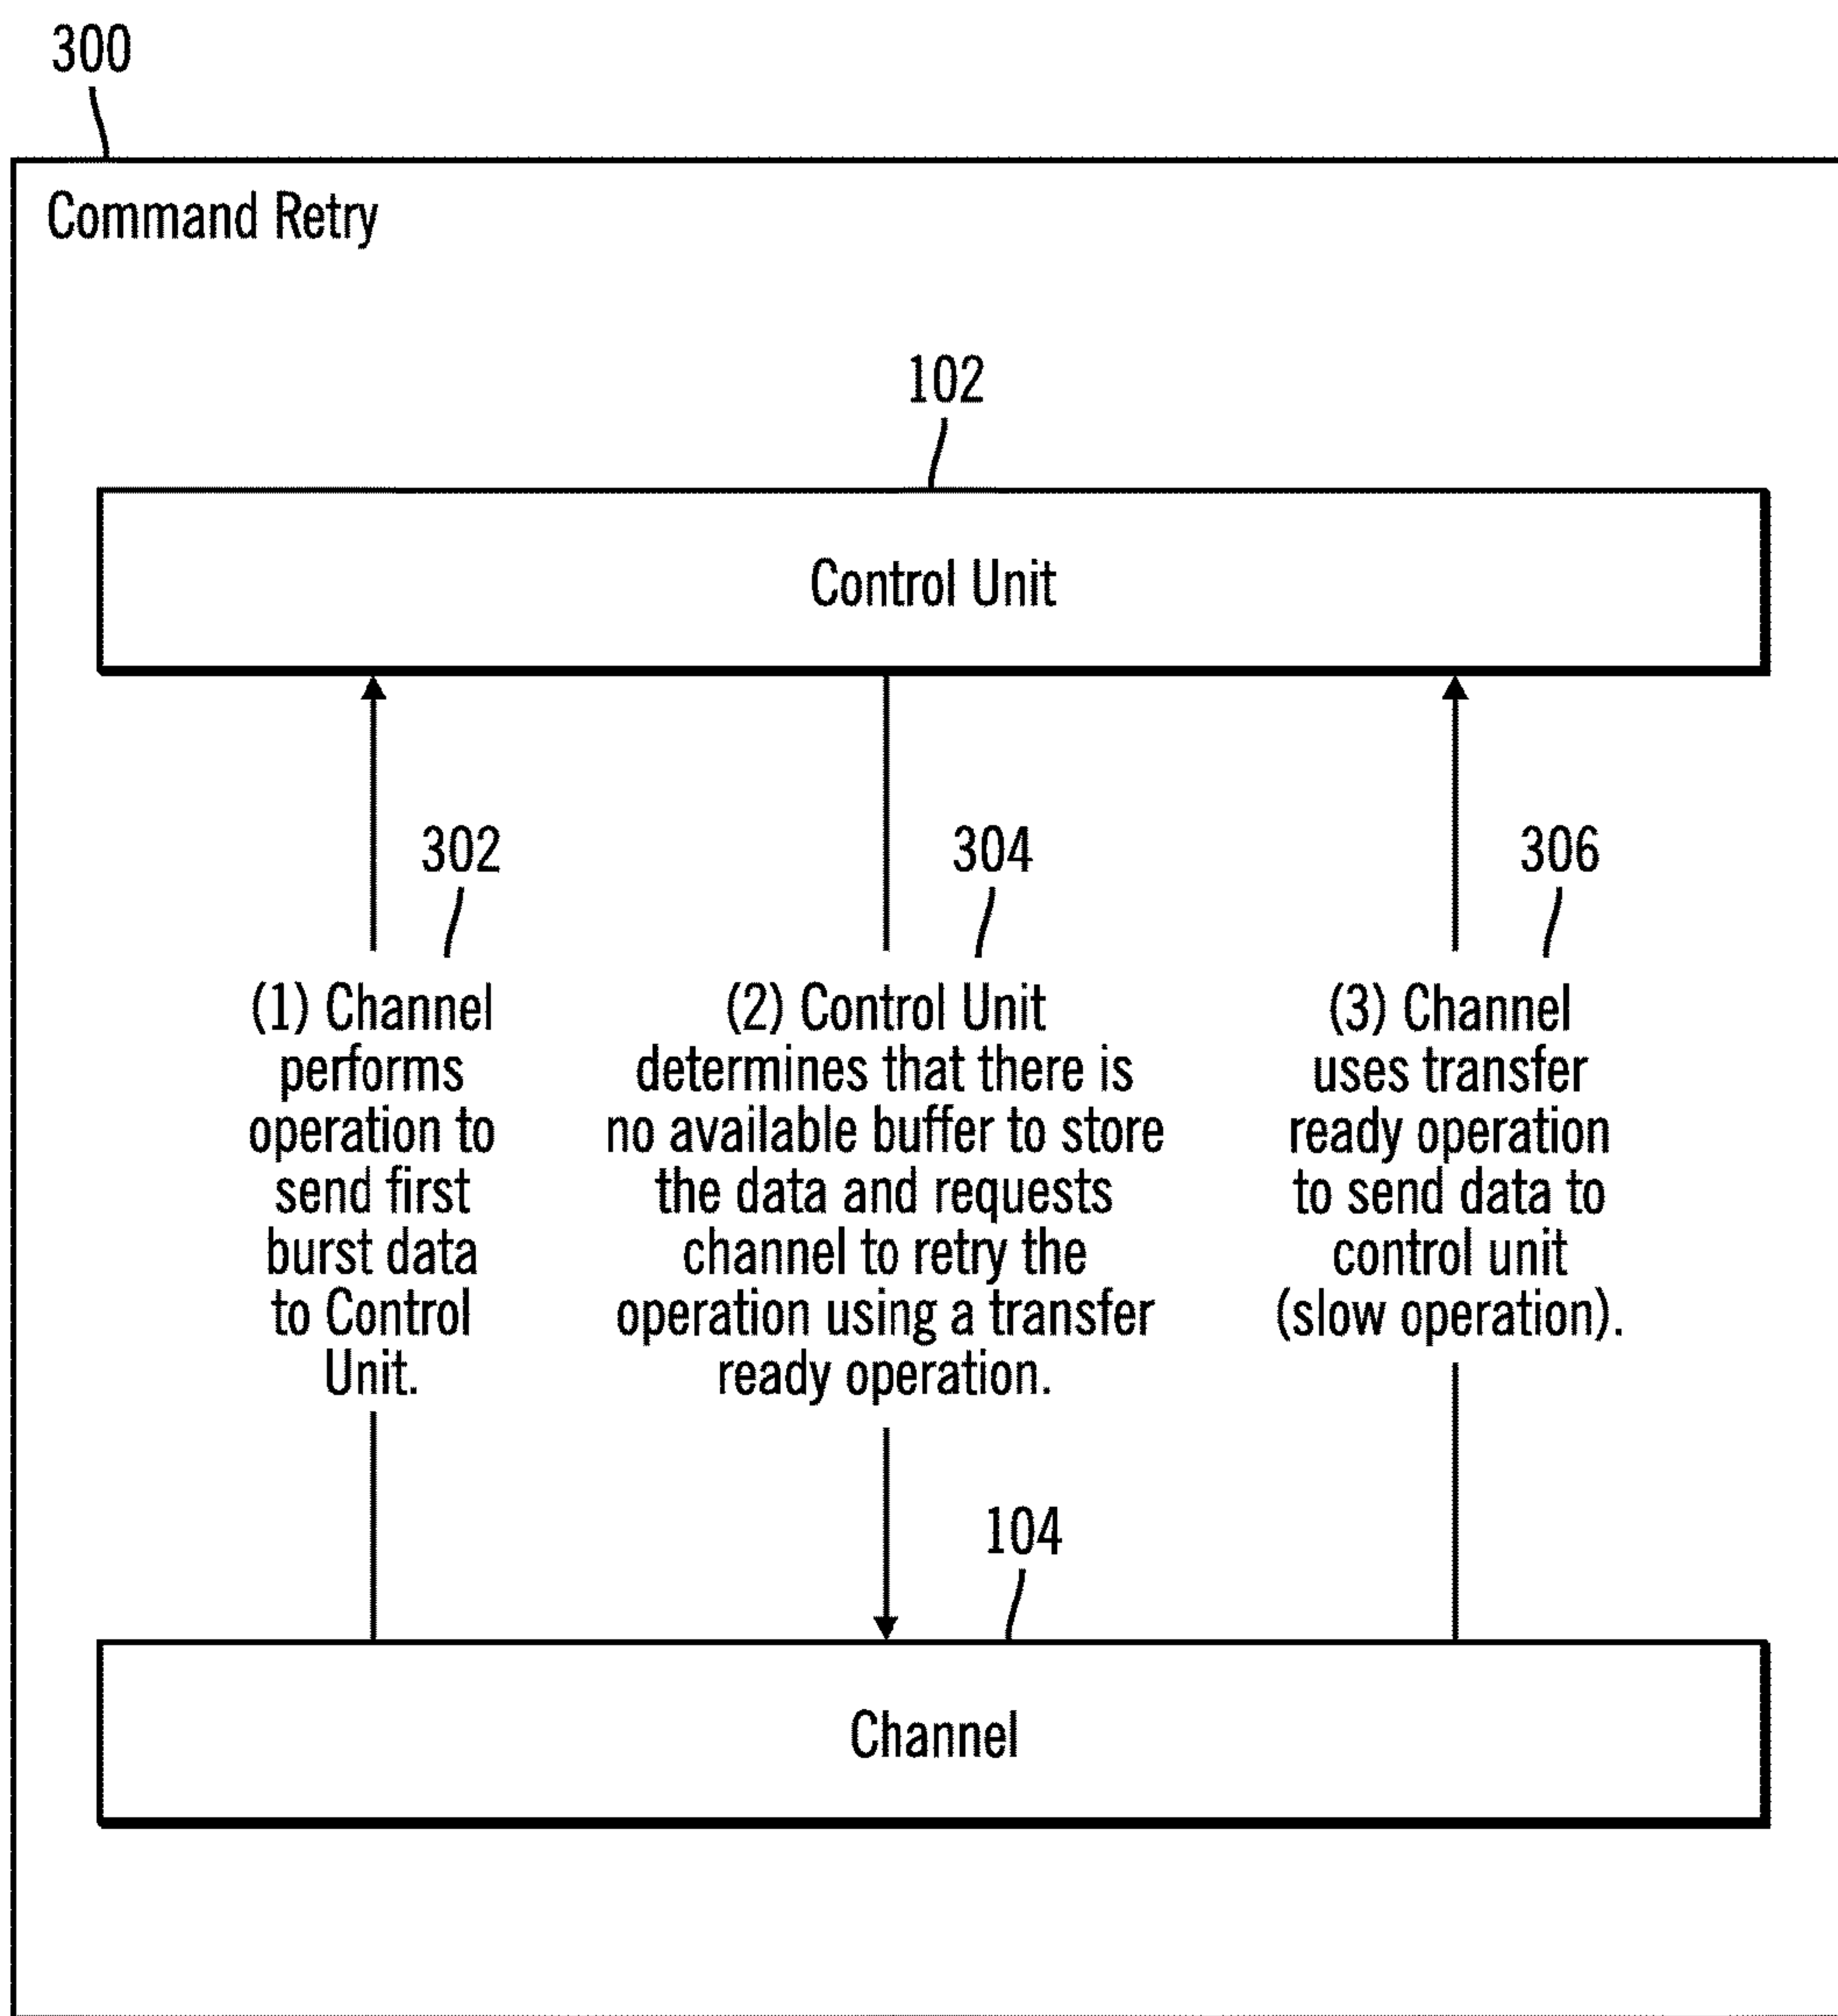 300
Command Retry
102
Control Unit
302
(1) Channel
performs
operation to
send first
burst data
to Control
Unit.
304
(2) Control Unit
determines that there is
no available buffer to store
the data and requests
channel to retry the
operation using a transfer
ready operation.
306
(3) Channel
uses transfer
ready operation
to send data to
control unit
(slow operation).
104
Channel